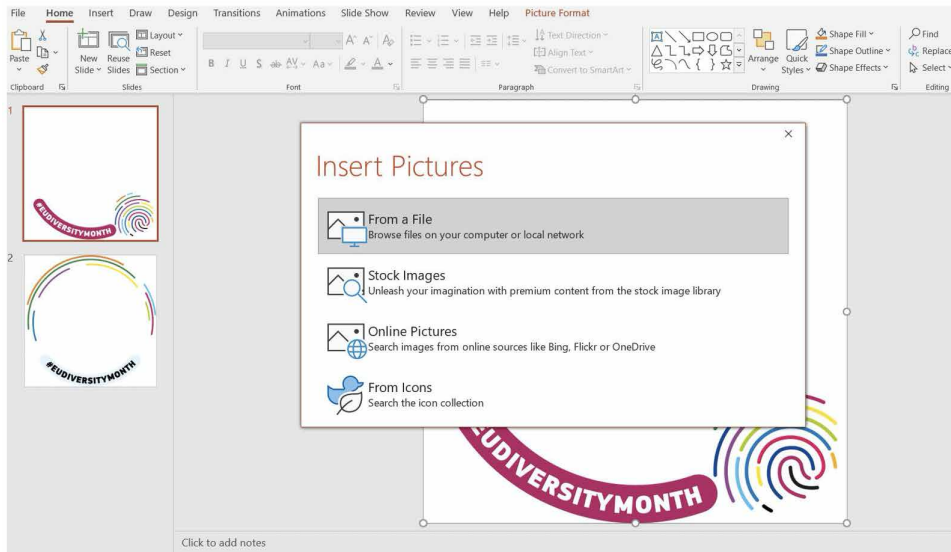 File Home Insert Draw Design Transitions Animations Slide Show Review View Help Picture Format
Layout
Reset
Section
Paste
New Slide
Reuse Slides
B I U S ab AV Aa A
A A A
Text Direction
Align Text
Convert to SmartArt
Arrange
Quick Styles
Shape Fill
Shape Outline
Shape Effects
Find
Replace
Select
Clipboard Slides Font Paragraph Drawing Editing
1
#EUDIVERSITYMONTH
2
#EUDIVERSITYMONTH
Insert Pictures
From a File
Browse files on your computer or local network
Stock Images
Unleash your imagination with premium content from the stock image library
Online Pictures
Search images from online sources like Bing, Flickr or OneDrive
From Icons
Search the icon collection
EUDIVERSITYMONTH
Click to add notes